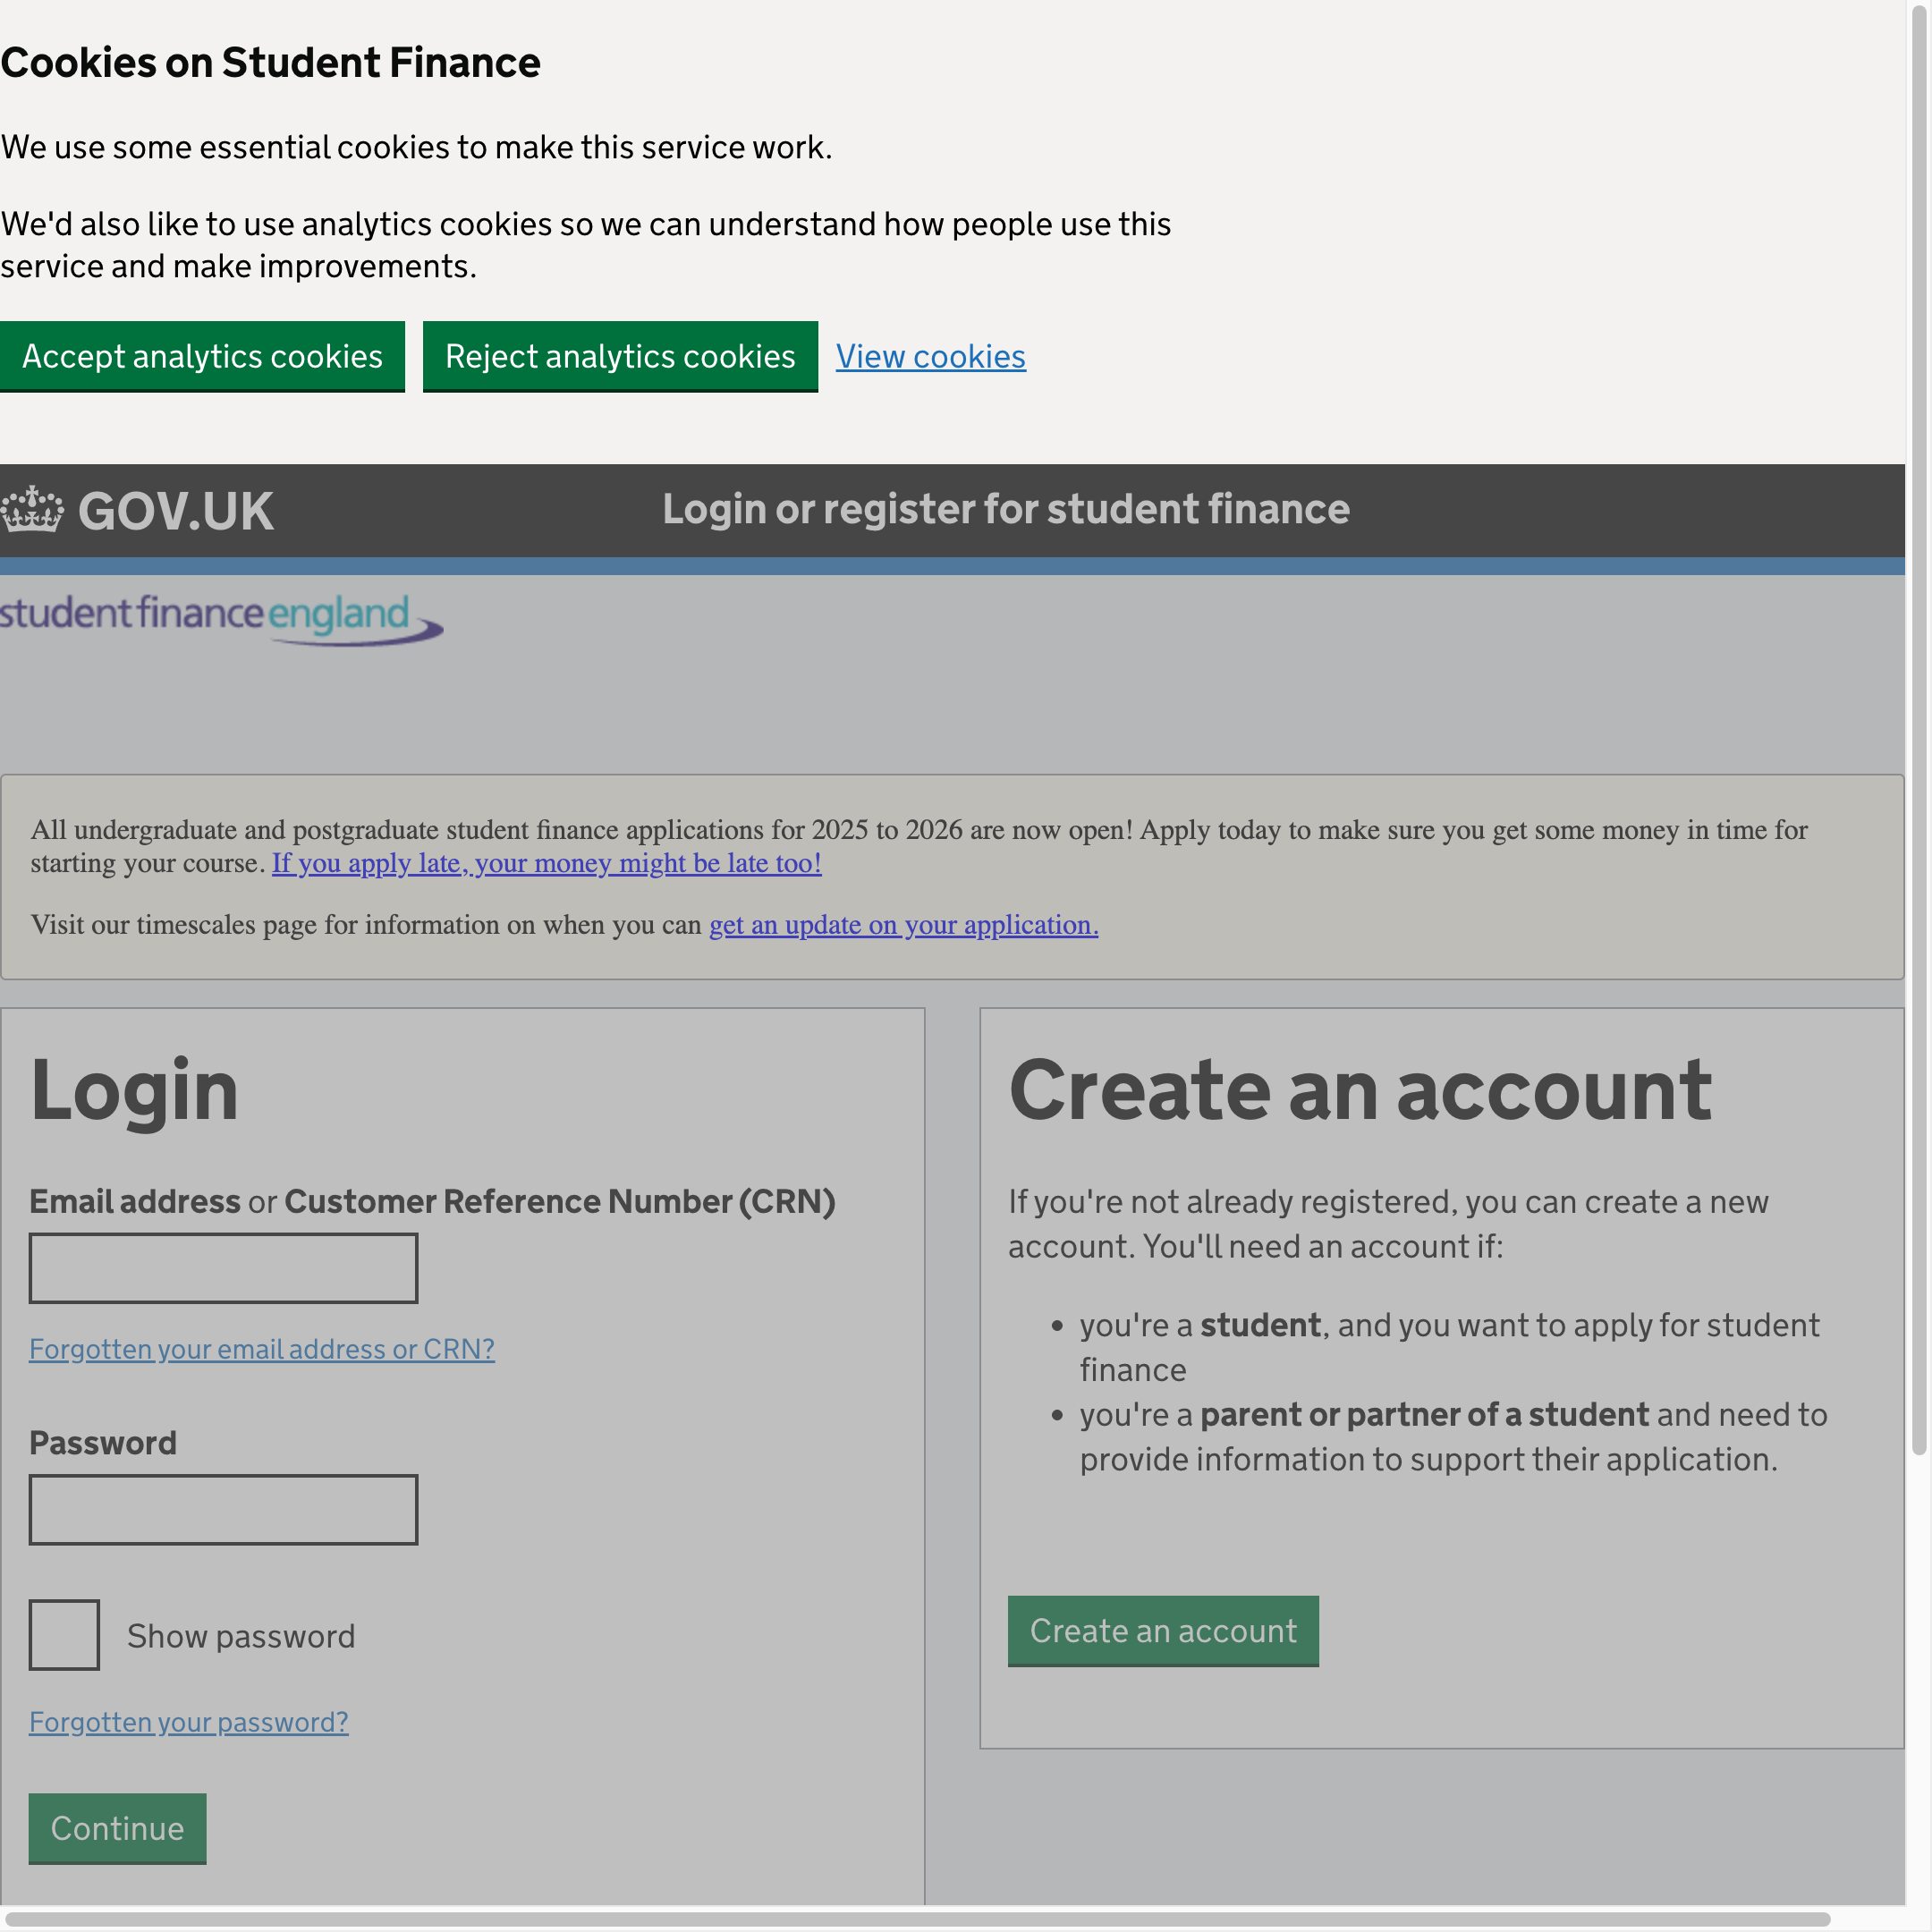 Cookies on Student Finance
We use some essential cookies to make this service work.
We'd also like to use analytics cookies so we can understand how people use this
service and make improvements.
Accept analytics cookies
Reject analytics cookies
View cookies
GOV.UK
Login or register for student finance
studentfinanceengland
All undergraduate and postgraduate student finance applications for 2025 to 2026 are now open! Apply today to make sure you get some money in time for
starting your course. If you apply late, your money might be late too!
Visit our timescales page for information on when you can get an update on your application.
Login
Email address or Customer Reference Number (CRN)
Forgotten your email address or CRN?
Password
Show password
Forgotten your password?
Continue
Create an account
If you're not already registered, you can create a new
account. You'll need an account if:
• you're a student, and you want to apply for student
finance
• you're a parent or partner of a student and need to
provide information to support their application.
Create an account